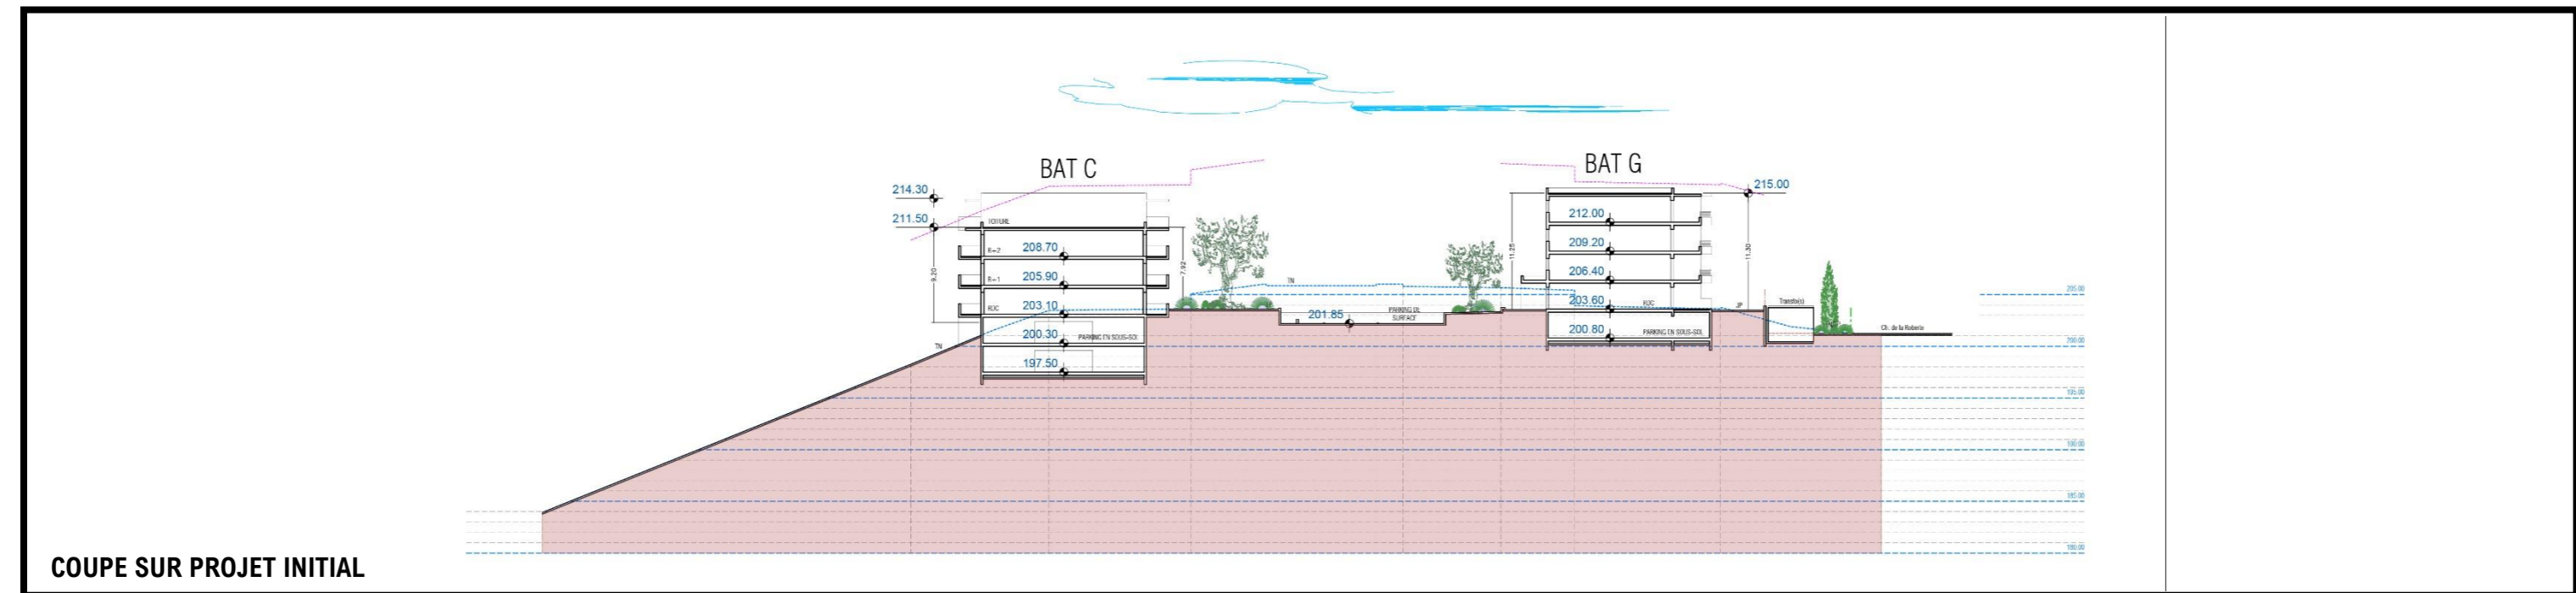 BAT C
BAT G
214.30
215.00
211.50
TOITURE
212.00
R+2
208.70
209.20
9.20
7.92
11.25
11.30
R+1
205.90
206.40
TN
205.00
RDC
203.10
203.60
RDC
JP
201.85
PARKING DE
SURFACE
Ch. de la Roberie
TN
200.30
PARKING EN SOUS-SOL
200.80
PARKING EN SOUS-SOL
200.00
197.50
195.00
190.00
185.00
180.00
COUPE SUR PROJET INITIAL